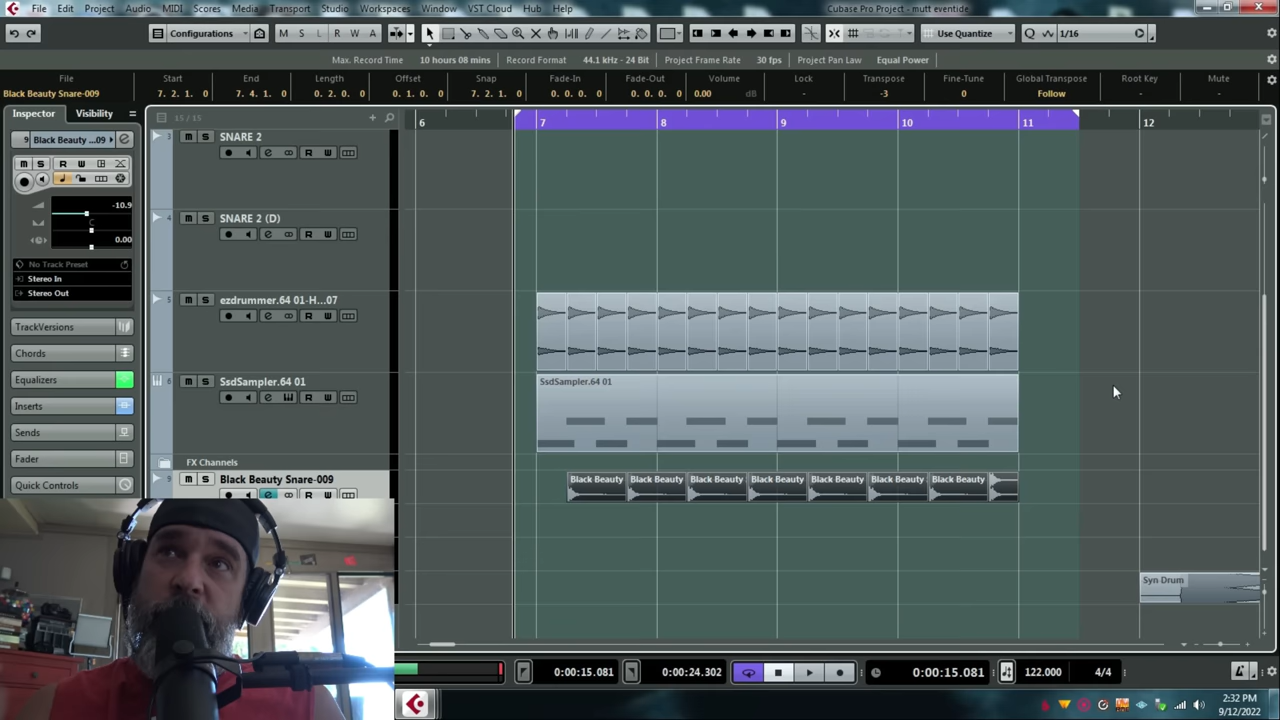 File Edit Project Audio MIDI Scores Media Transport Studio Workspaces Window VST Cloud Hub Help
Cubase Pro Project - mutt eventide
Configurations M S L R W A Use Quantize Q 1/16
Max. Record Time 10 hours 08 mins Record Format 44.1 kHz - 24 Bit Project Frame Rate 30 fps Project Pan Law Equal Power
File Start End Length Offset Snap Fade-In Fade-Out Volume Lock Transpose Fine-Tune Global Transpose Root Key Mute
Black Beauty Snare-009 7. 2. 1. 0 7. 4. 1. 0 0. 2. 0. 0 0. 1. 0. 0 7. 2. 1. 0 0. 0. 0. 0 0. 0. 0. 0 0.00 dB - -3 0 Follow - -
Inspector Visibility
15 / 15
6 7 8 9 10 11 12
9 Black Beauty ...09
m S R W
-10.9
C
0.00
No Track Preset
Stereo In
Stereo Out
TrackVersions
Chords
Equalizers
Inserts
Sends
Fader
Quick Controls
3 m S SNARE 2
e R W
4 m S SNARE 2 (D)
e R W
5 m S ezdrummer.64 01-H...07
e R W
6 m S SsdSampler.64 01
e R W
SsdSampler.64 01
FX Channels
9 m S Black Beauty Snare-009
e R W
Black Beauty Black Beauty Black Beauty Black Beauty Black Beauty Black Beauty Black Beauty
Syn Drum
0:00:15.081 0:00:24.302 0:00:15.081 122.000 4/4
2:32 PM
9/12/2022